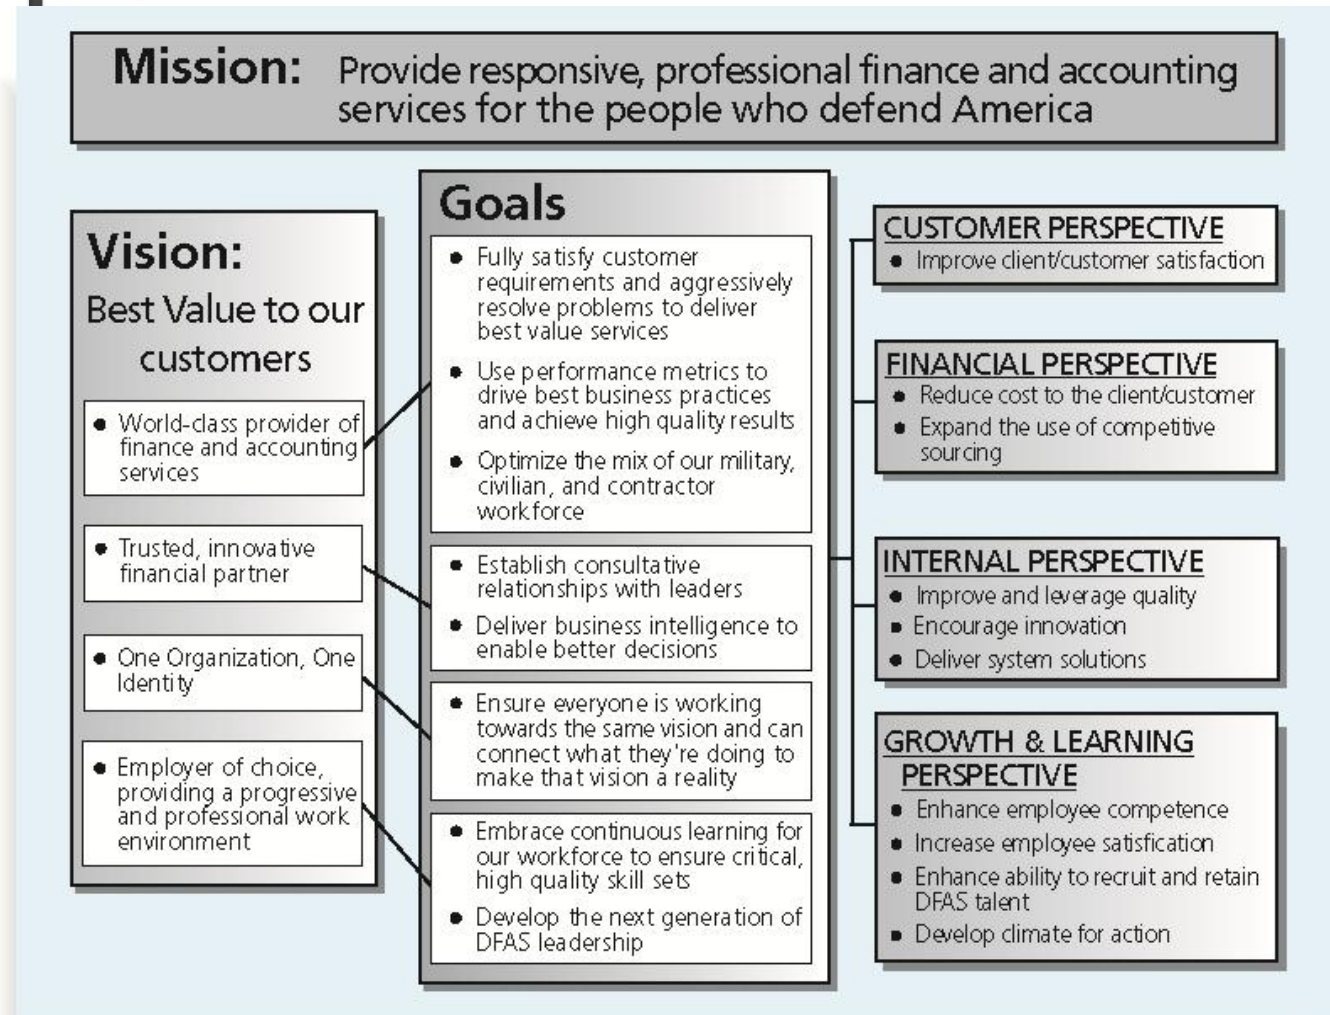 Mission: Provide responsive, professional finance and accounting
services for the people who defend America
Vision:
Best Value to our
customers
• World-class provider of
finance and accounting
services
• Trusted, innovative
financial partner
• One Organization, One
Identity
• Employer of choice,
providing a progressive
and professional work
environment
Goals
• Fully satisfy customer
requirements and aggressively
resolve problems to deliver
best value services
• Use performance metrics to
drive best business practices
and achieve high quality results
• Optimize the mix of our military,
civilian, and contractor
workforce
• Establish consultative
relationships with leaders
• Deliver business intelligence to
enable better decisions
• Ensure everyone is working
towards the same vision and can
connect what they're doing to
make that vision a reality
• Embrace continuous learning for
our workforce to ensure critical,
high quality skill sets
• Develop the next generation of
DFAS leadership
CUSTOMER PERSPECTIVE
• Improve client/customer satisfaction
FINANCIAL PERSPECTIVE
• Reduce cost to the client/customer
• Expand the use of competitive
sourcing
INTERNAL PERSPECTIVE
• Improve and leverage quality
• Encourage innovation
• Deliver system solutions
GROWTH & LEARNING
PERSPECTIVE
• Enhance employee competence
• Increase employee satisfication
• Enhance ability to recruit and retain
DFAS talent
• Develop climate for action